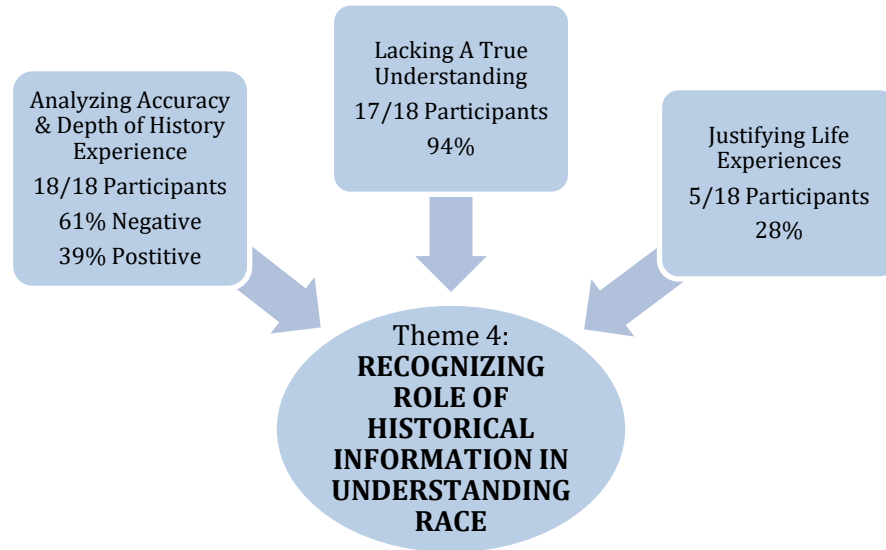 Analyzing Accuracy
& Depth of History
Experience
18/18 Participants
61% Negative
39% Postitive
Lacking A True
Understanding
17/18 Participants
94%
Justifying Life
Experiences
5/18 Participants
28%
Theme 4:
RECOGNIZING
ROLE OF
HISTORICAL
INFORMATION IN
UNDERSTANDING
RACE